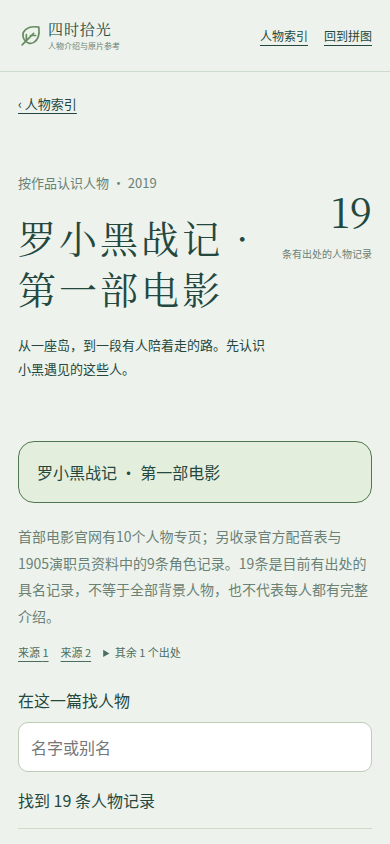 四时拾光
人物介绍与原片参考
人物索引
回到拼图
‹ 人物索引
按作品认识人物 · 2019
罗小黑战记 ·
第一部电影
19
条有出处的人物记录
从一座岛，到一段有人陪着走的路。先认识
小黑遇见的这些人。
罗小黑战记 · 第一部电影
首部电影官网有10个人物专页；另收录官方配音表与
1905演职员资料中的9条角色记录。19条是目前有出处的
具名记录，不等于全部背景人物，也不代表每人都有完整
介绍。
来源 1 来源 2 ▶ 其余 1 个出处
在这一篇找人物
名字或别名
找到 19 条人物记录